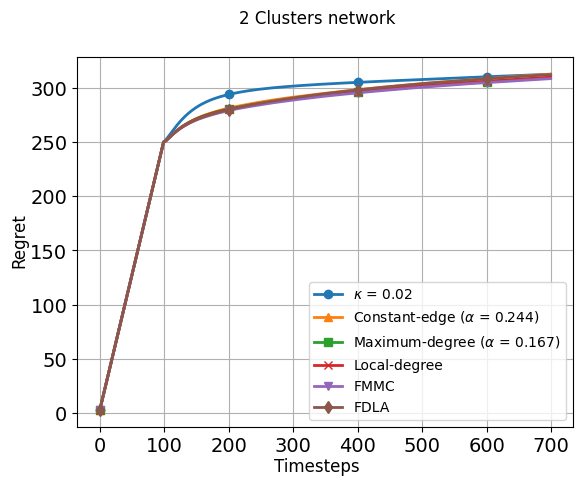 2 Clusters network
Regret
300
250
200
150
100
50
0
κ = 0.02
Constant-edge (α = 0.244)
Maximum-degree (α = 0.167)
Local-degree
FMMC
FDLA
0 100 200 300 400 500 600 700
Timesteps